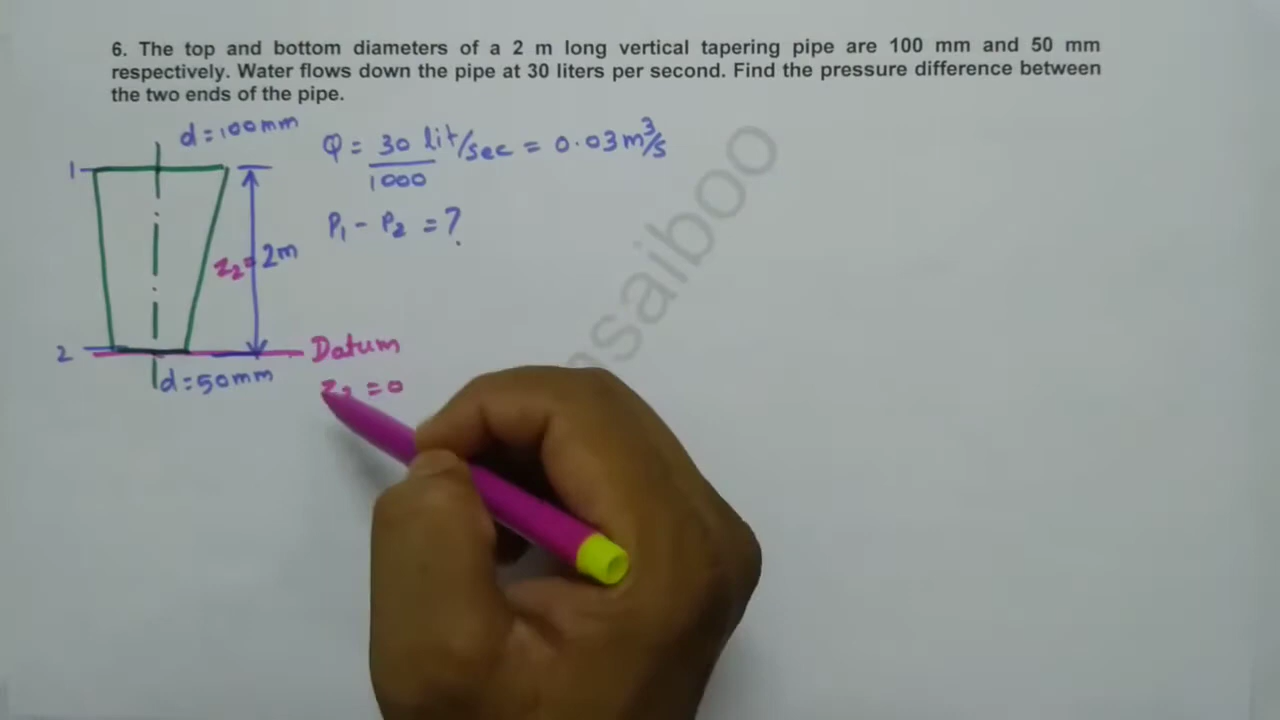 6. The top and bottom diameters of a 2 m long vertical tapering pipe are 100 mm and 50 mm
respectively. Water flows down the pipe at 30 liters per second. Find the pressure difference between
the two ends of the pipe.
d=100mm
Q = 30/1000 lit/sec = 0.03 m³/s
1
P₁ - P₂ = ?
z₂= 2m
2
Datum
d=50mm
= 0
saiboo